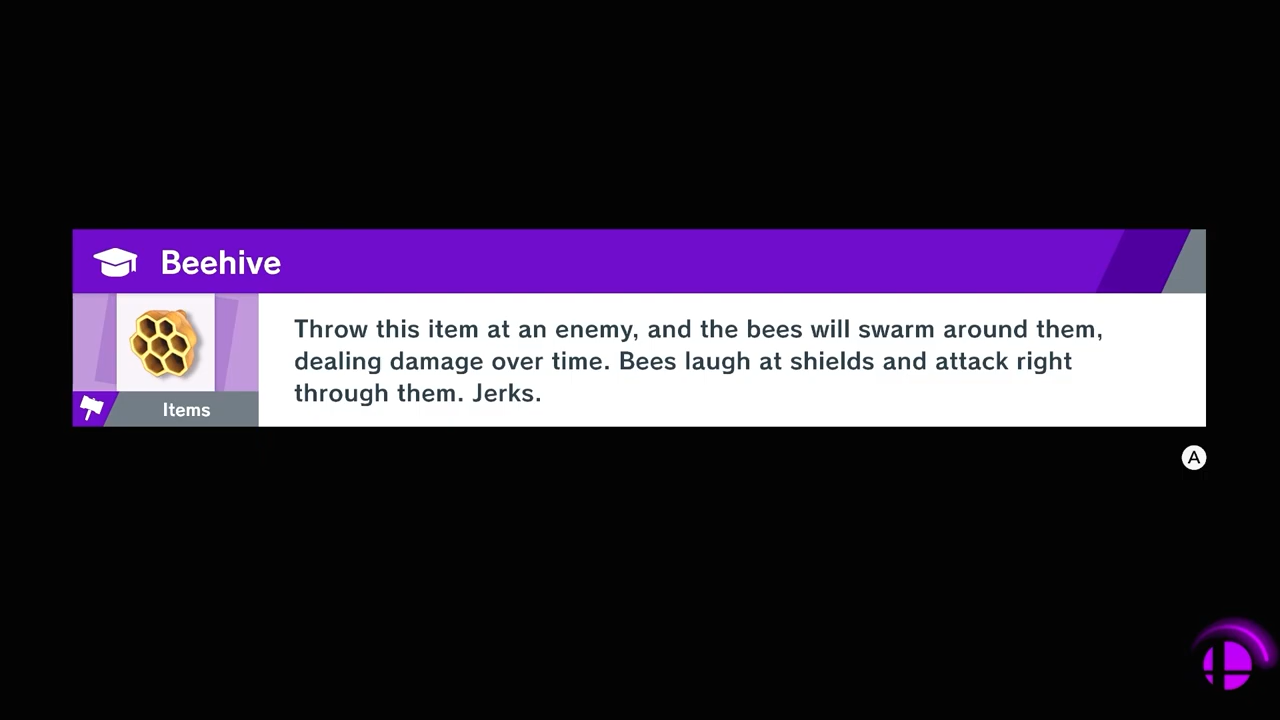 Beehive
Throw this item at an enemy, and the bees will swarm around them,
dealing damage over time. Bees laugh at shields and attack right
through them. Jerks.
Items
A